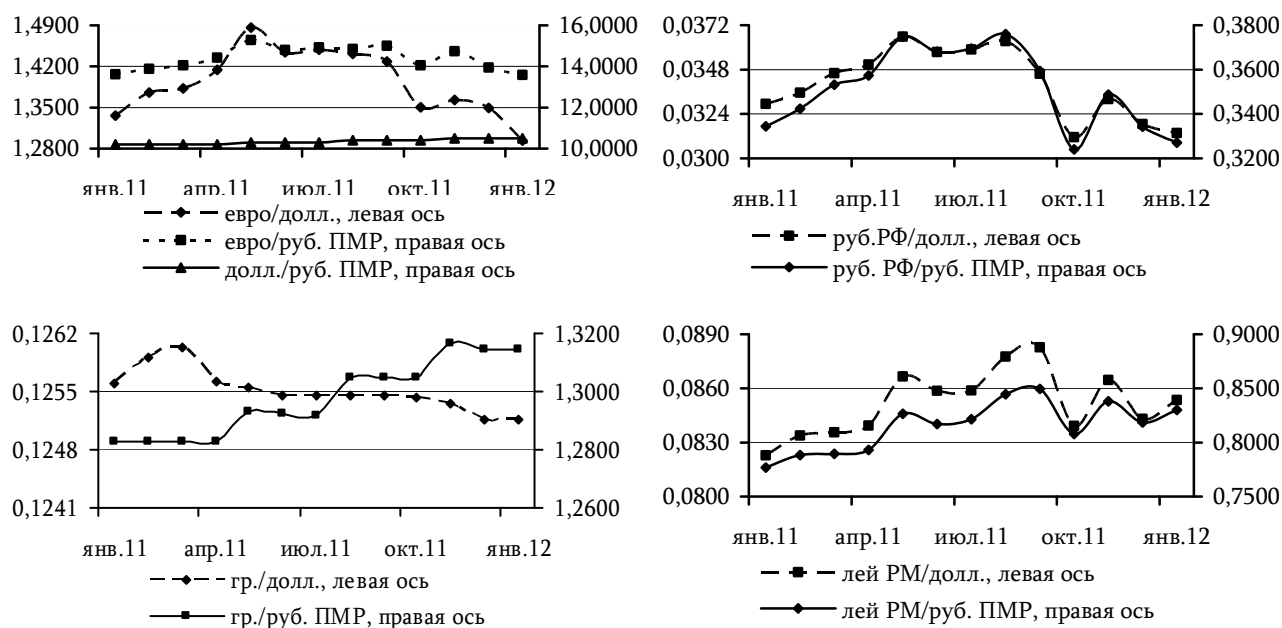 1,4900
1,4200
1,3500
1,2800
16,0000
14,0000
12,0000
10,0000
янв.11 апр.11 июл.11 окт.11 янв.12
евро/долл., левая ось
евро/руб. ПМР, правая ось
долл./руб. ПМР, правая ось
0,0372
0,0348
0,0324
0,0300
0,3800
0,3600
0,3400
0,3200
янв.11 апр.11 июл.11 окт.11 янв.12
руб.РФ/долл., левая ось
руб. РФ/руб. ПМР, правая ось
0,1262
0,1255
0,1248
0,1241
1,3200
1,3000
1,2800
1,2600
янв.11 апр.11 июл.11 окт.11 янв.12
гр./долл., левая ось
гр./руб. ПМР, правая ось
0,0890
0,0860
0,0830
0,0800
0,9000
0,8500
0,8000
0,7500
янв.11 апр.11 июл.11 окт.11 янв.12
лей РМ/долл., левая ось
лей РМ/руб. ПМР, правая ось